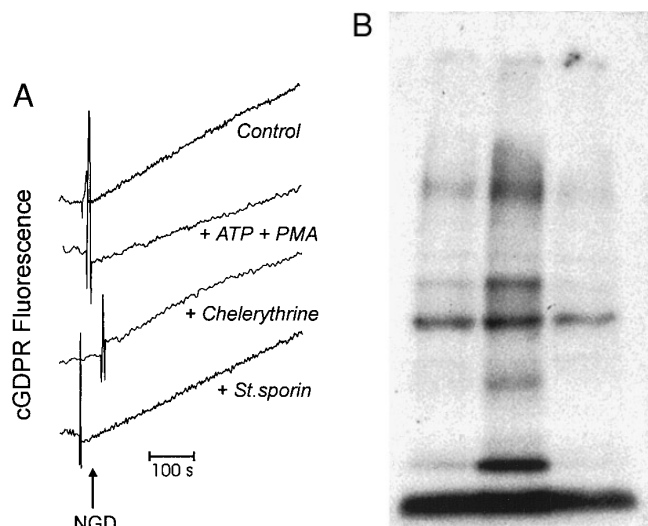 A
B
Control
+ ATP + PMA
+ Chelerythrine
+ St.sporin
cGDPR Fluorescence
100 s
NGD